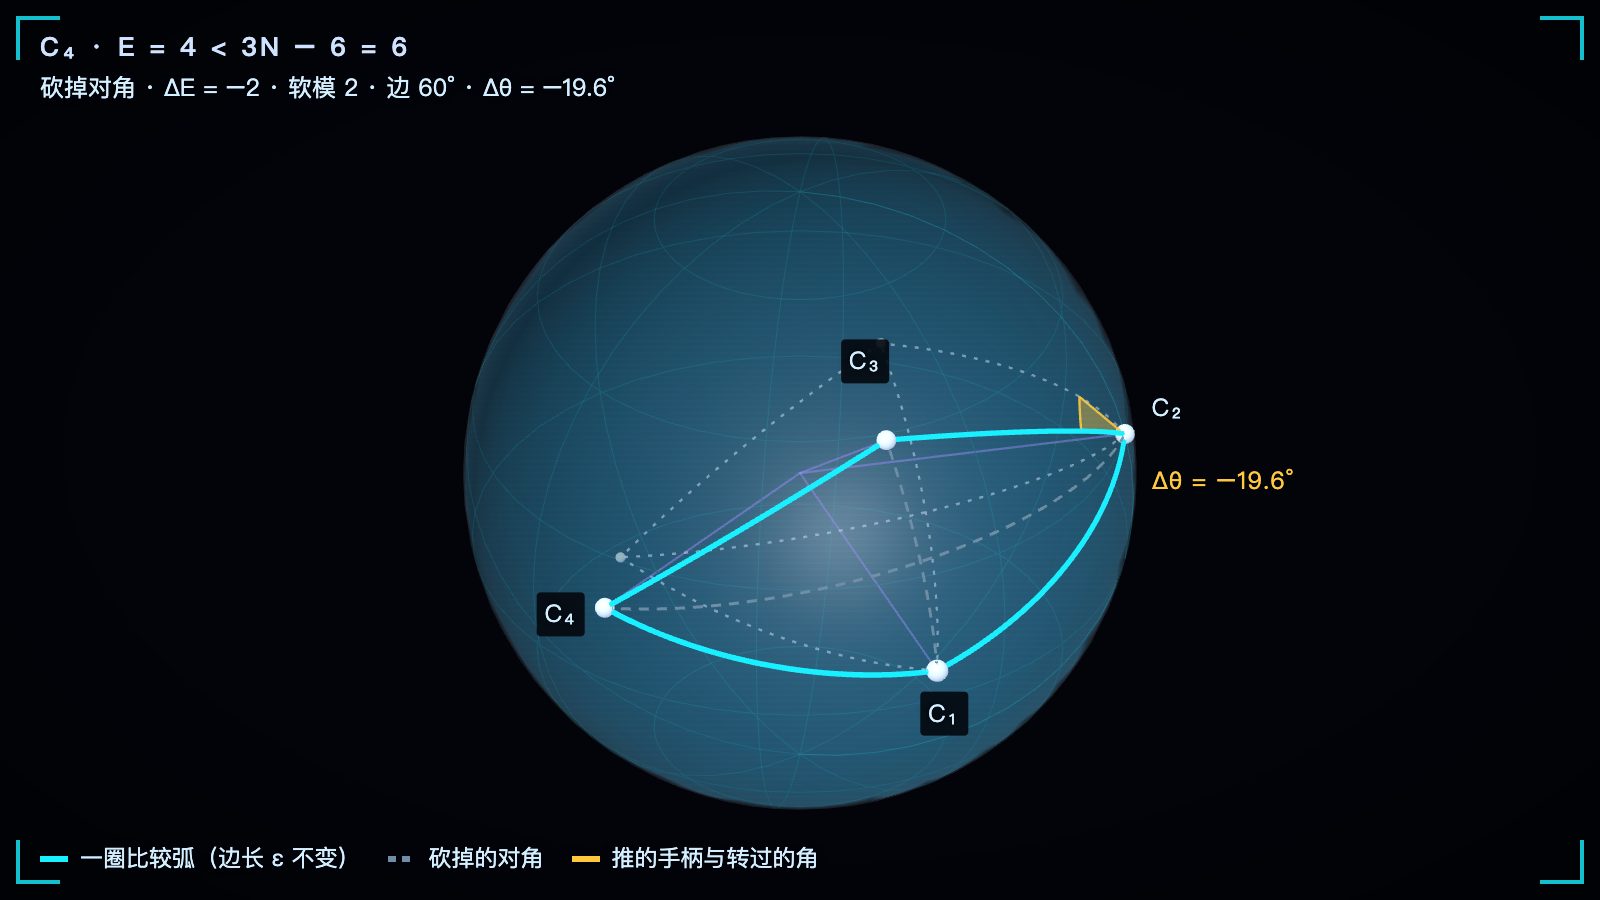 C₄ · E = 4 < 3N − 6 = 6
砍掉对角 · ΔE = −2 · 软模 2 · 边 60° · Δθ = −19.6°
C₃
C₂
Δθ = −19.6°
C₄
C₁
一圈比较弧（边长 ε 不变）
砍掉的对角
推的手柄与转过的角